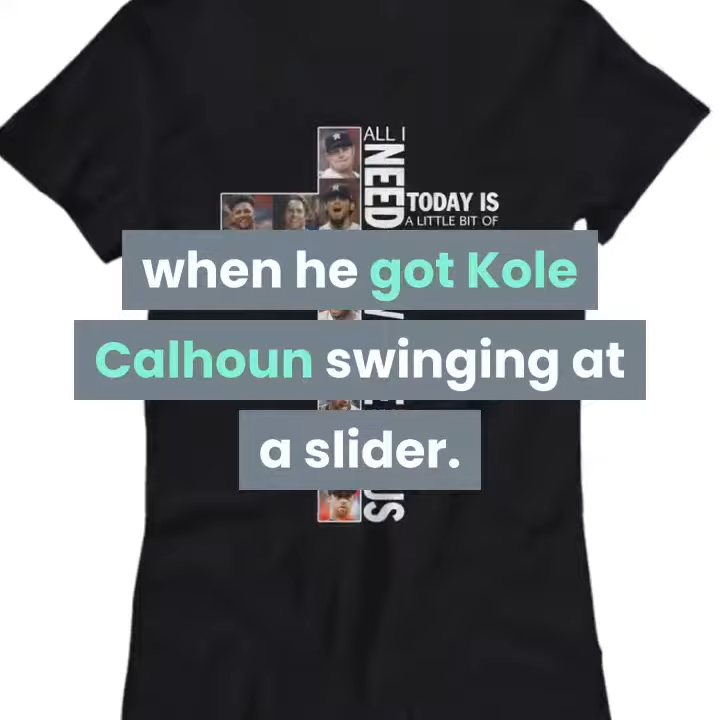 ALL I
NEED
TODAY IS
A LITTLE BIT OF
when he got Kole
Calhoun swinging at
a slider.
US